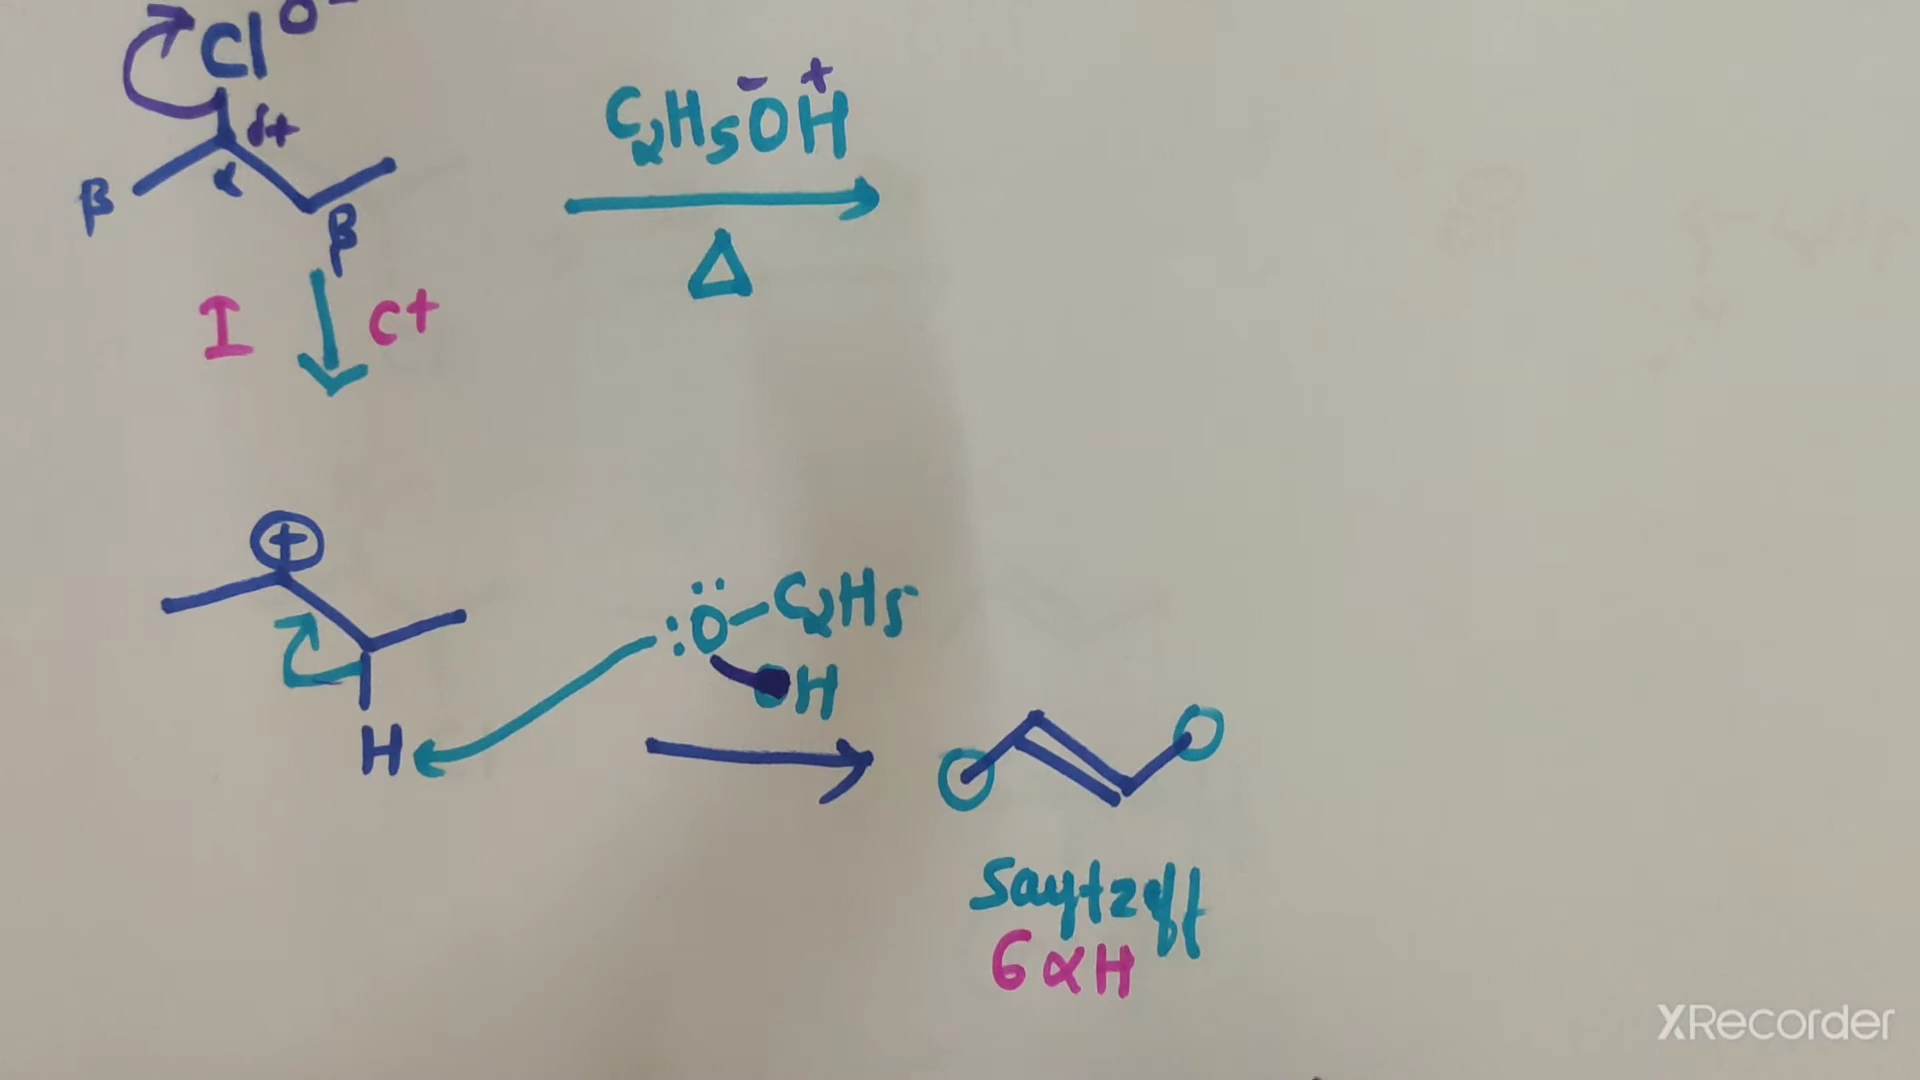 Cl δ-
δ+
β α β
C2H5OH
- +
Δ
I C+
+
:Ö-C2H5
H
H
Saytzeff
6αH
XRecorder